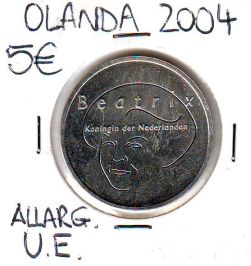 OLANDA 2004
5€
Beatrix
Koningin der Nederlanden
ALLARG.
U.E.